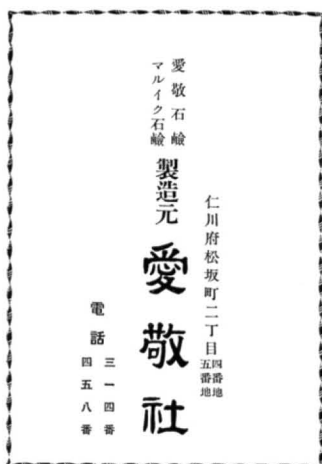 仁川府松坂町二丁目四番地
五番地
愛敬石鹼
マルイク石鹼
製造元 愛敬社
電話 三一四番
四五八番